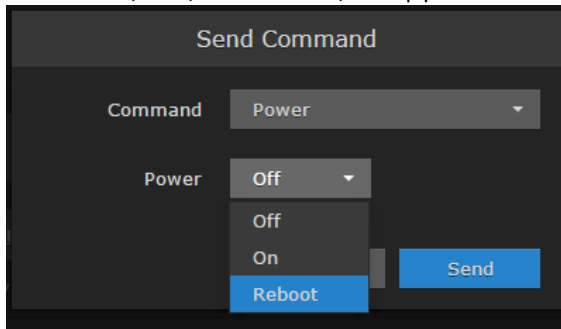 Send Command
Command Power
Power Off
Off
On
Send
Reboot